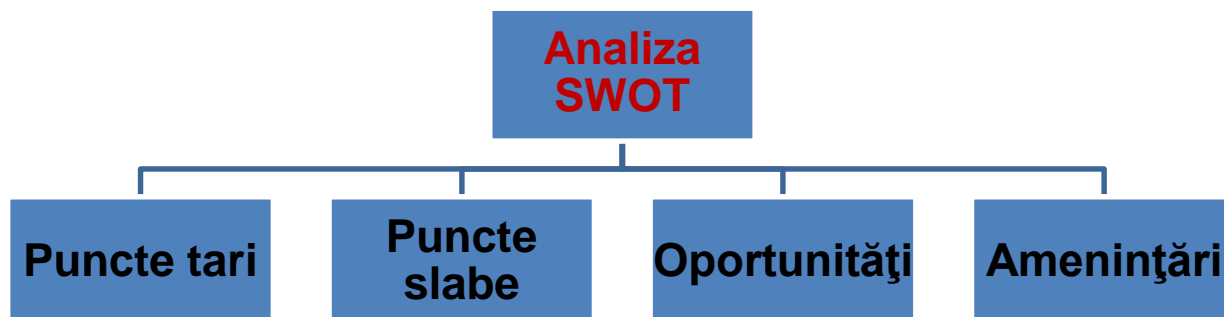 Analiza
SWOT
Puncte tari
Puncte
slabe
Oportunităţi
Ameninţări